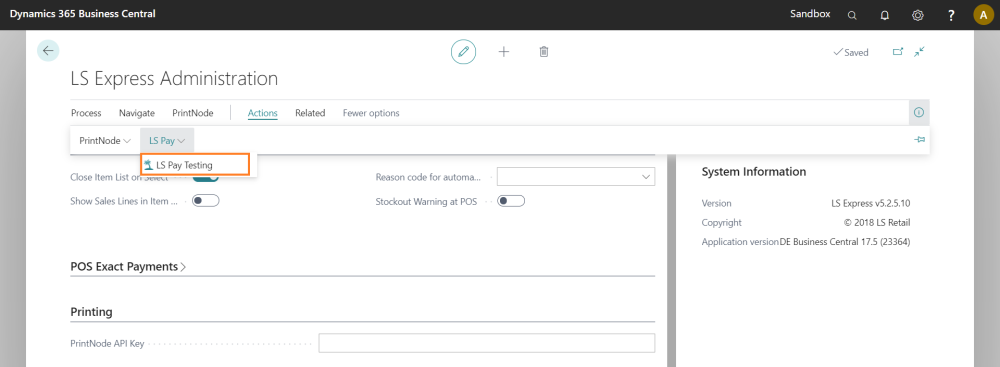 Dynamics 365 Business Central Sandbox ? A
Saved
LS Express Administration
Process Navigate PrintNode Actions Related Fewer options
PrintNode LS Pay
LS Pay Testing
Close Item List on Select Reason code for automa...
Show Sales Lines in Item ... Stockout Warning at POS
System Information
Version LS Express v5.2.5.10
Copyright © 2018 LS Retail
Application version DE Business Central 17.5 (23364)
POS Exact Payments
Printing
PrintNode API Key